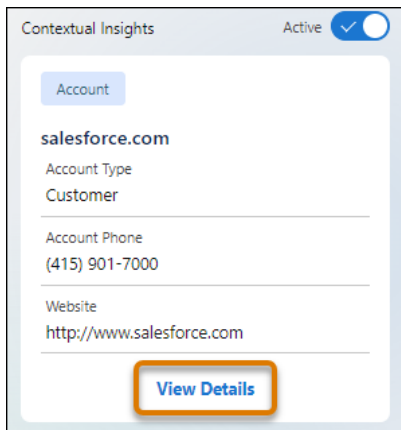 Contextual Insights Active
Account
salesforce.com
Account Type
Customer
Account Phone
(415) 901-7000
Website
http://www.salesforce.com
View Details